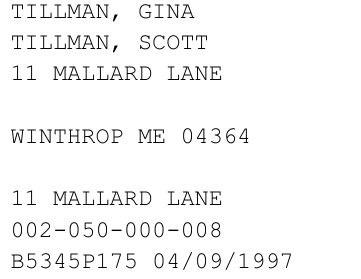 TILLMAN, GINA
TILLMAN, SCOTT
11 MALLARD LANE
WINTHROP ME 04364
11 MALLARD LANE
002-050-000-008
B5345P175 04/09/1997